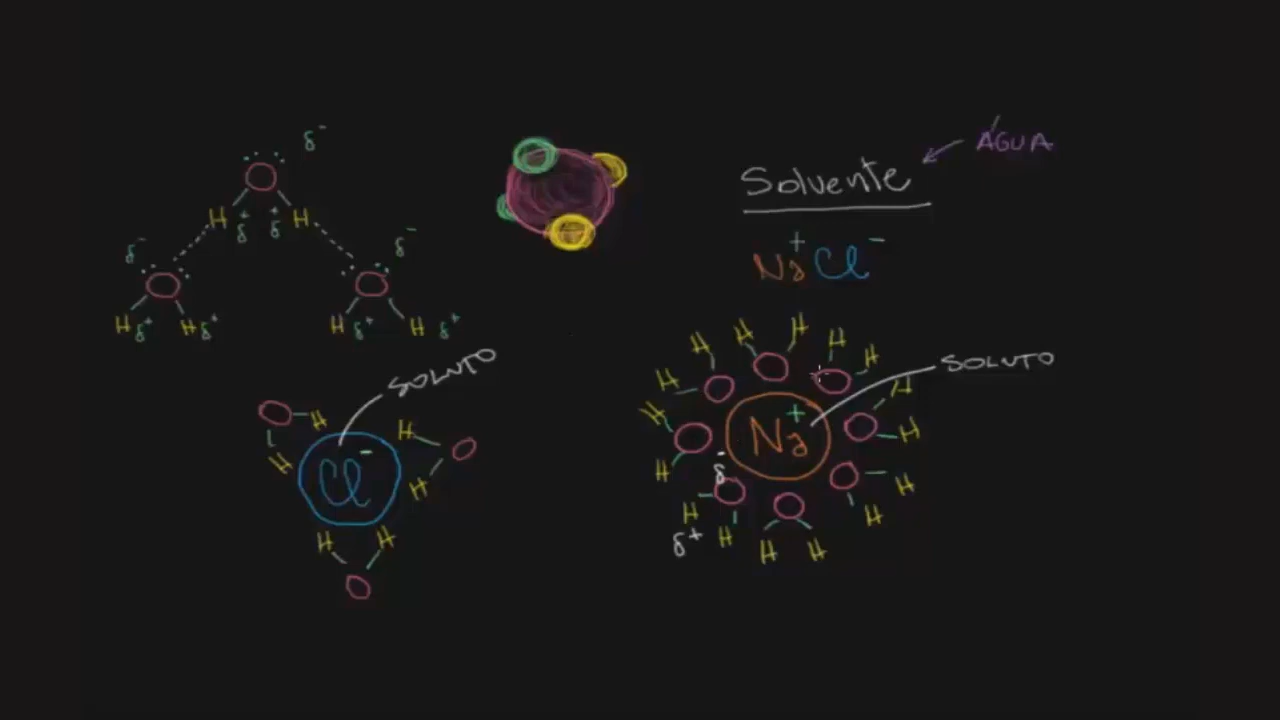 δ⁻
O
H δ⁺ δ⁺ H
δ⁻ δ⁻
O O
H δ⁺ H δ⁺ H δ⁺ H δ⁺
ÁGUA
Solvente
Na⁺Cl⁻
SOLUTO
O H
H
Cl⁻
H O
H
H H
O
SOLUTO
H H H H H
H O O O H
H O Na⁺ O H
H δ⁻ O O H
H O O H
δ⁺ H H H